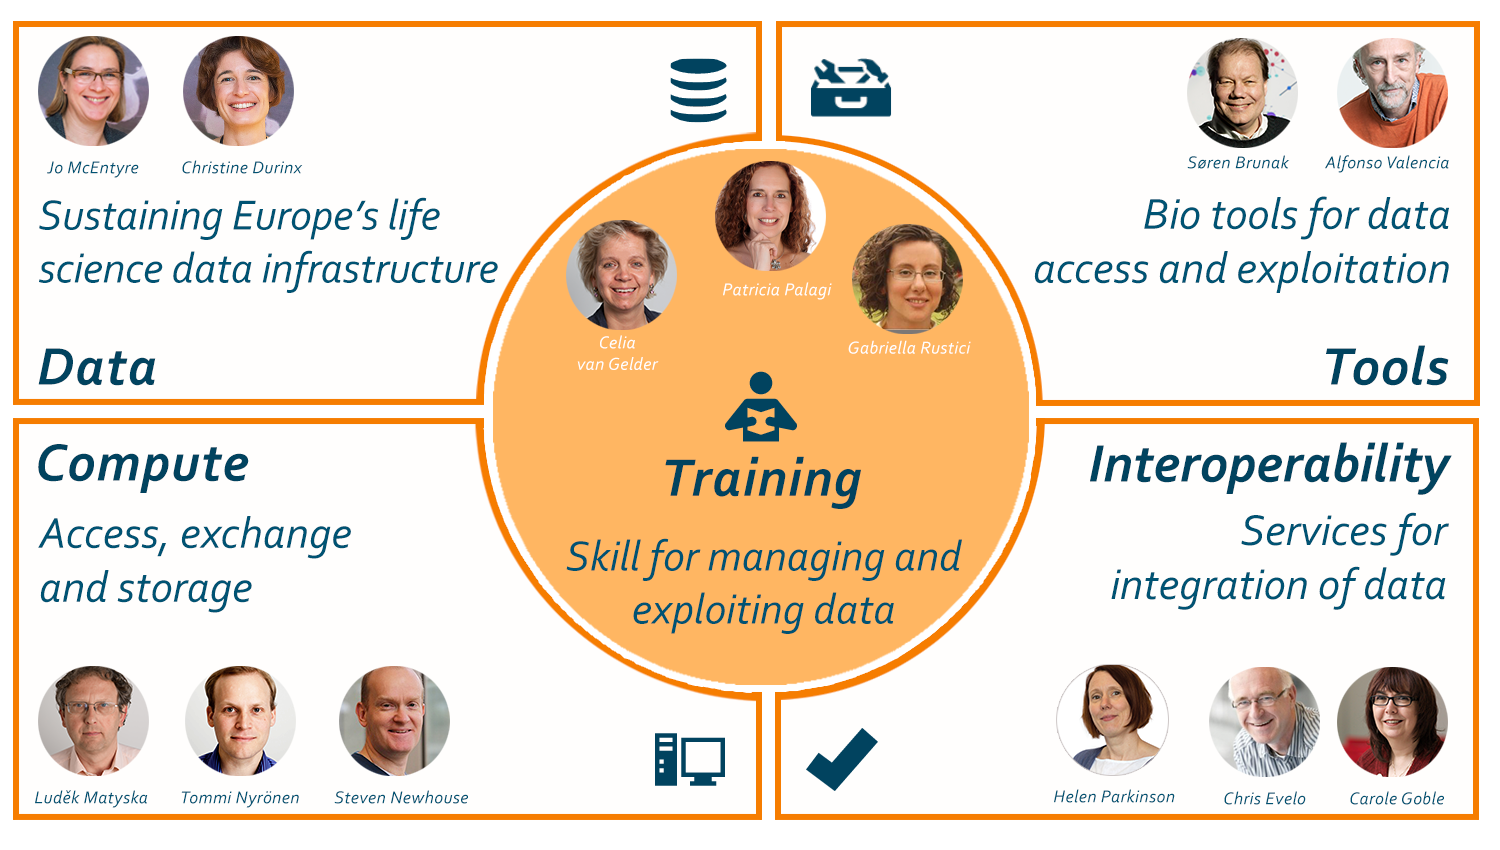 Jo McEntyre
Christine Durinx
Sustaining Europe's life
science data infrastructure
Data
Søren Brunak
Alfonso Valencia
Bio tools for data
access and exploitation
Tools
Patricia Palagi
Celia
van Gelder
Gabriella Rustici
Training
Skill for managing and
exploiting data
Compute
Access, exchange
and storage
Luděk Matyska
Tommi Nyrönen
Steven Newhouse
Interoperability
Services for
integration of data
Helen Parkinson
Chris Evelo
Carole Goble